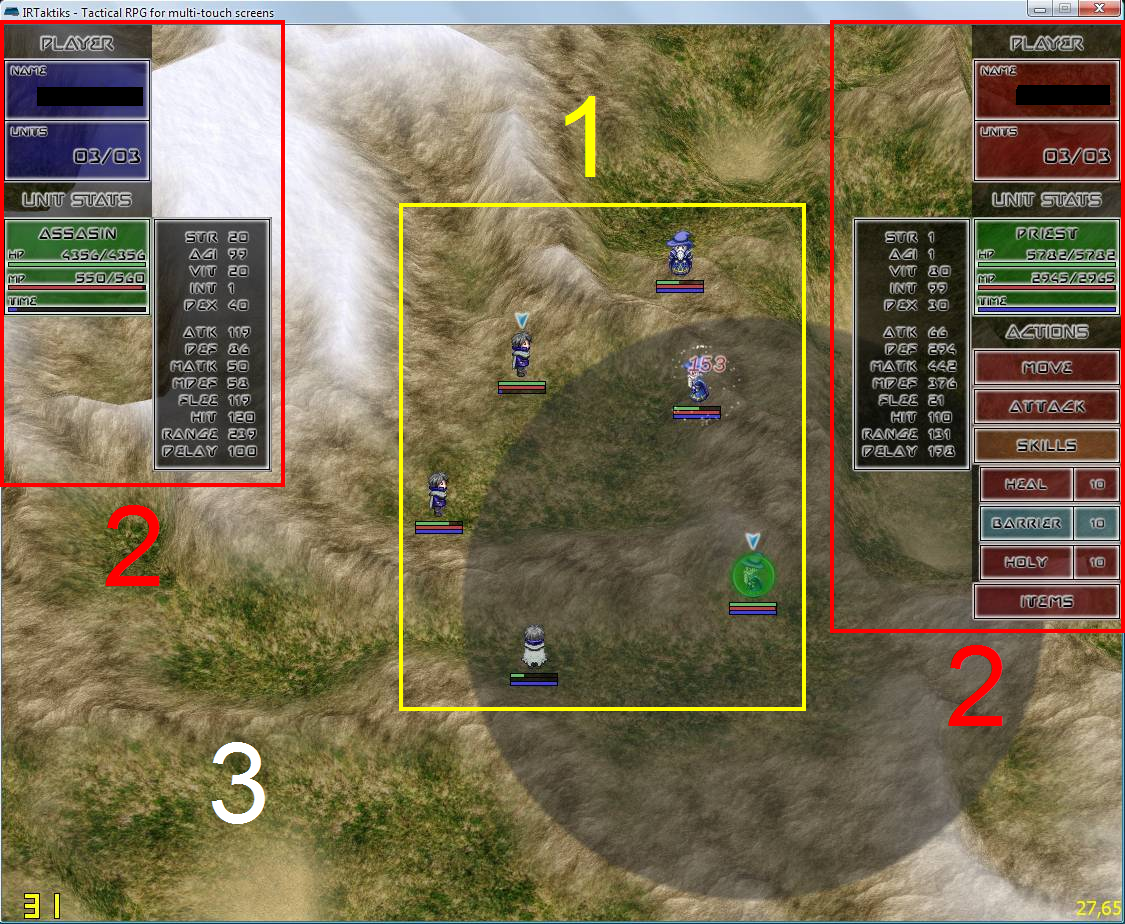 IRTaktiks - Tactical RPG for multi-touch screens
PLAYER
NAME
UNITS
03/03
UNIT STATS
ASSASIN
HP 4356/4356
MP 550/560
TIME
STR 20
AGI 99
VIT 20
INT 1
DEX 40
ATK 119
DEF 86
MATK 50
MDEF 58
FLEE 119
HIT 120
RANGE 239
DELAY 100
2
1
153
3
31
PLAYER
NAME
UNITS
03/03
UNIT STATS
PRIEST
HP 5782/5782
MP 2945/2965
TIME
STR 1
AGI 1
VIT 80
INT 99
DEX 30
ATK 66
DEF 294
MATK 442
MDEF 376
FLEE 21
HIT 110
RANGE 131
DELAY 198
ACTIONS
MOVE
ATTACK
SKILLS
HEAL 10
BARRIER 10
HOLY 10
ITEMS
2
27,65